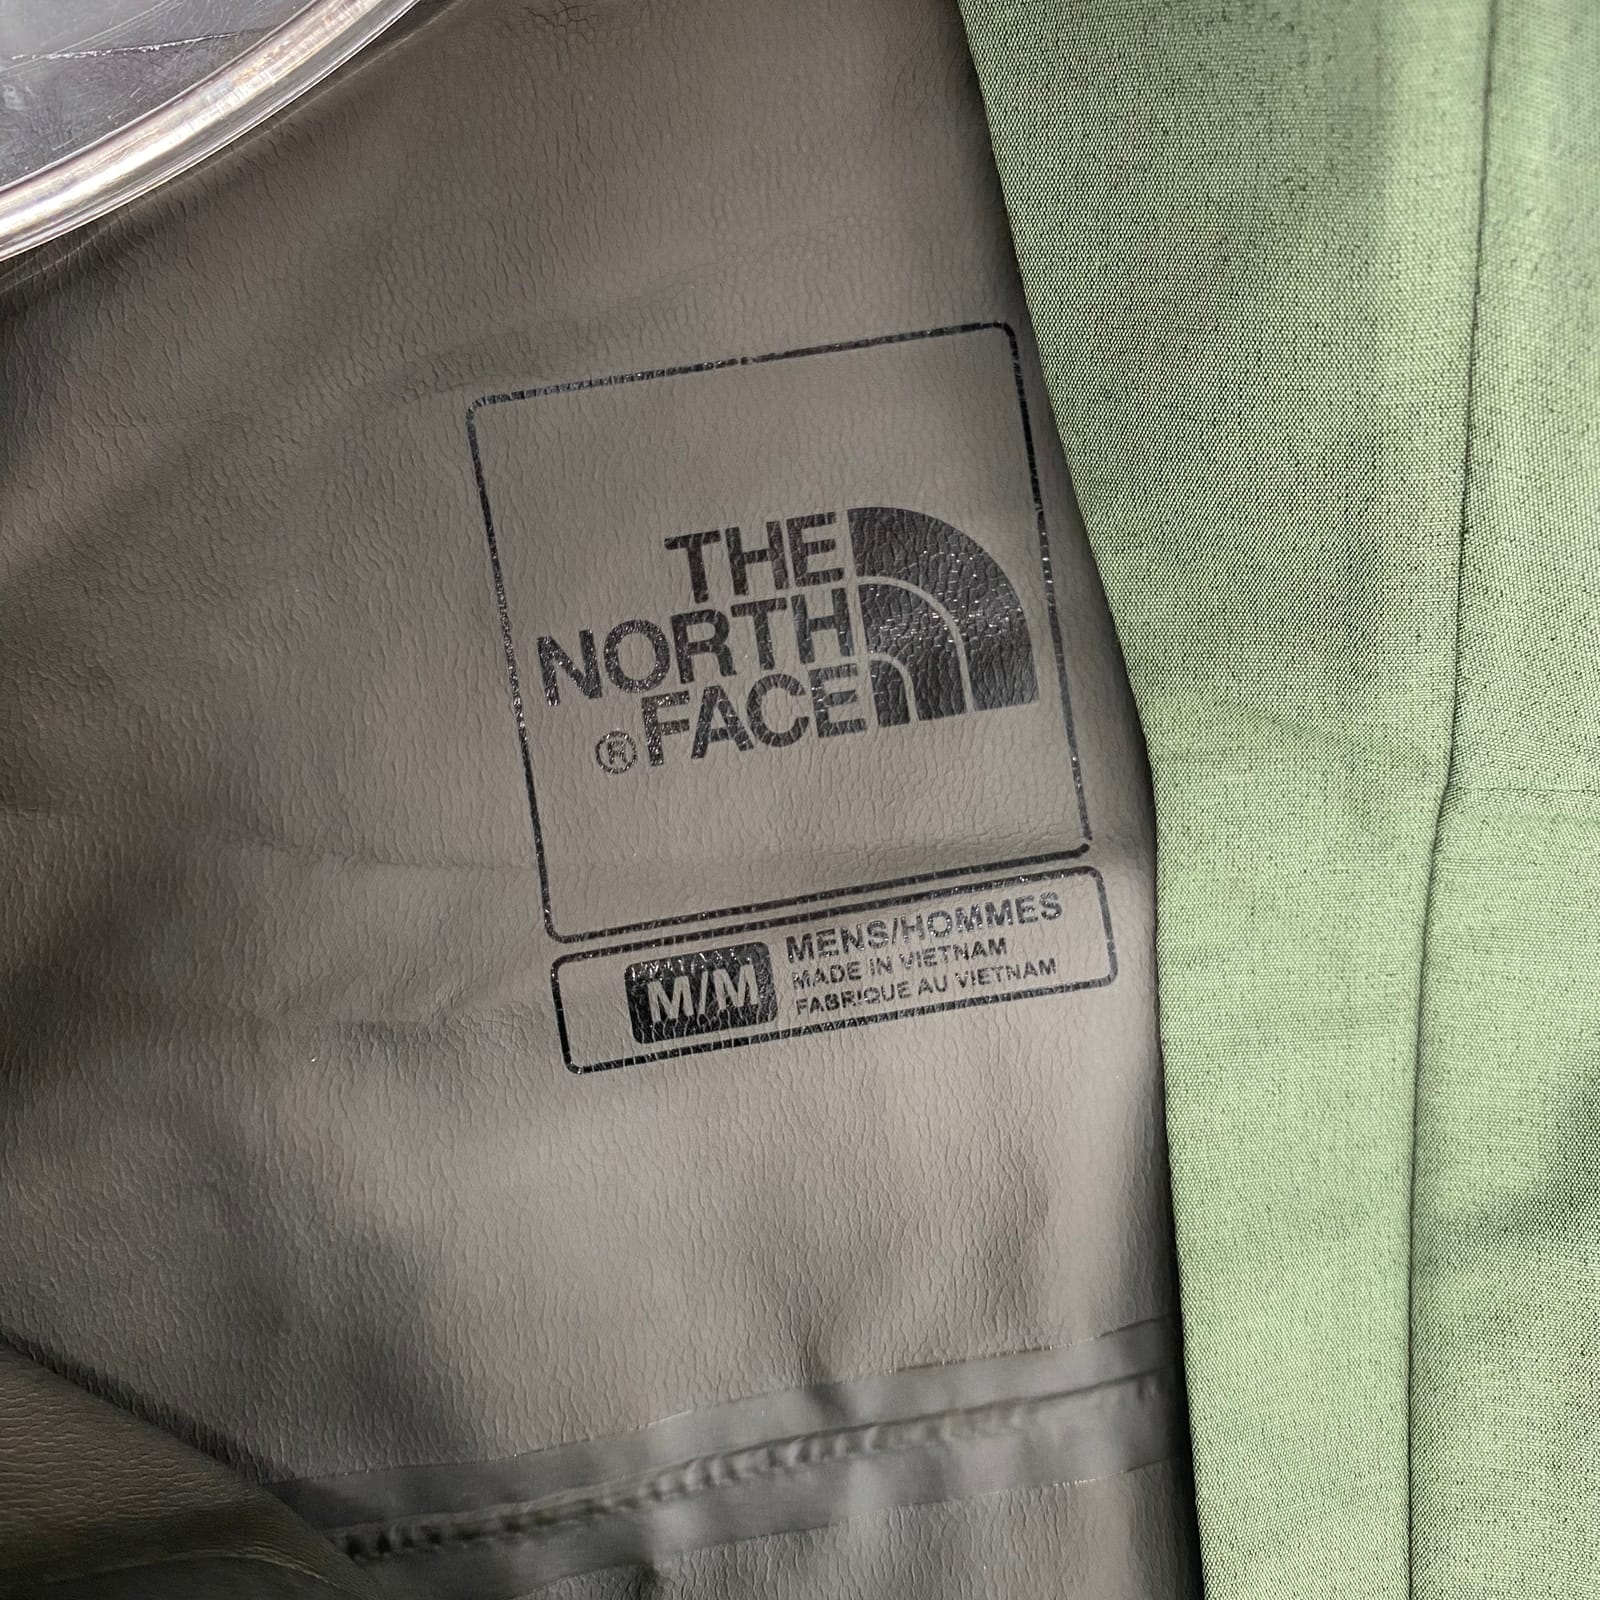 THE
NORTH
®FACE
M/M
MENS/HOMMES
MADE IN VIETNAM
FABRIQUE AU VIETNAM